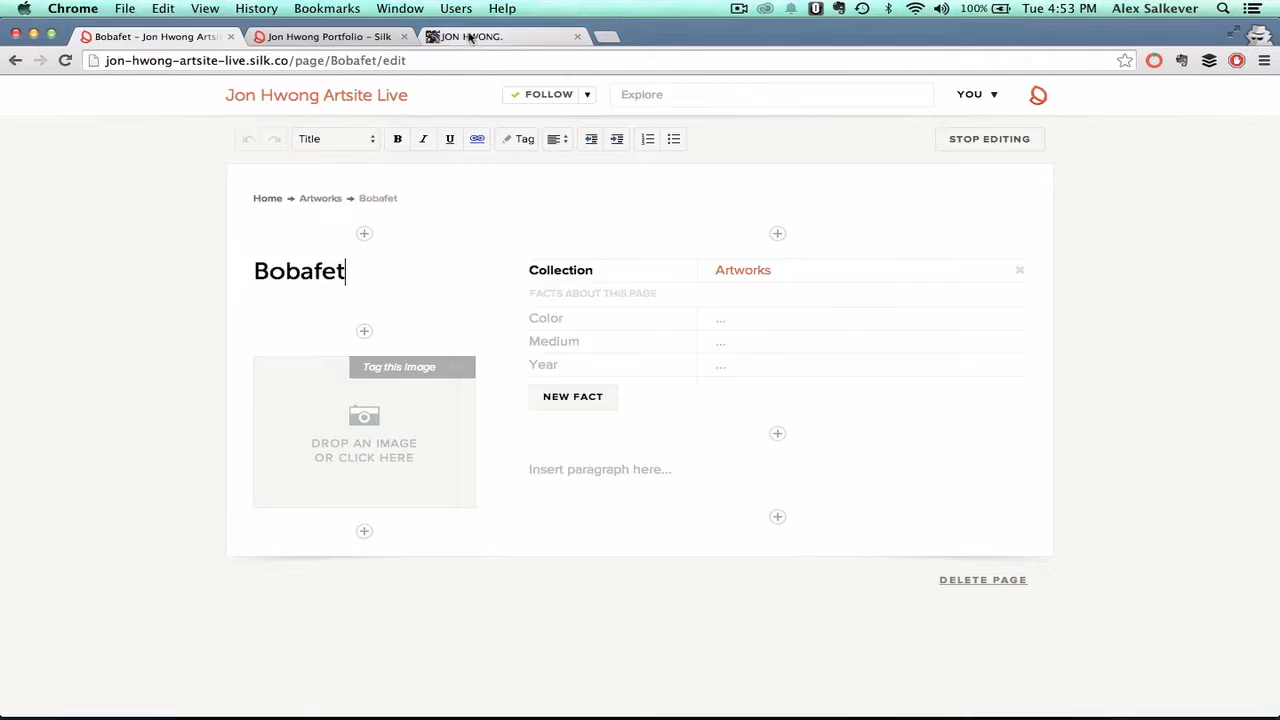 Chrome File Edit View History Bookmarks Window Users Help 100% Tue 4:53 PM Alex Salkever
Bobafet – Jon Hwong Artsit Jon Hwong Portfolio – Silk JON HWONG.
jon-hwong-artsite-live.silk.co/page/Bobafet/edit
Jon Hwong Artsite Live FOLLOW Explore YOU
Title B I U Tag STOP EDITING
Home → Artworks → Bobafet
Bobafet
Collection Artworks
FACTS ABOUT THIS PAGE
Color ...
Medium ...
Year ...
NEW FACT
Tag this image
DROP AN IMAGE
OR CLICK HERE
Insert paragraph here...
DELETE PAGE